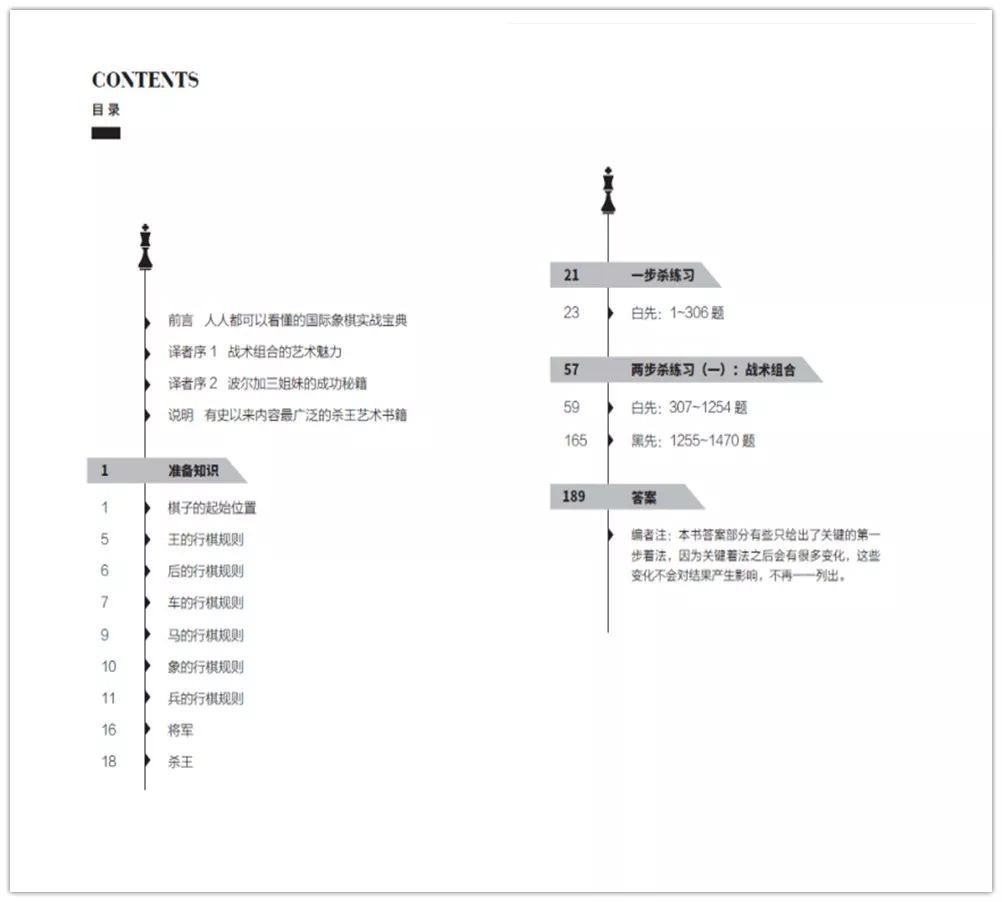 CONTENTS
目录
前言 人人都可以看懂的国际象棋实战宝典
译者序 1 战术组合的艺术魅力
译者序 2 波尔加三姐妹的成功秘籍
说明 有史以来内容最广泛的杀王艺术书籍
1 准备知识
1 棋子的起始位置
5 王的行棋规则
6 后的行棋规则
7 车的行棋规则
9 马的行棋规则
10 象的行棋规则
11 兵的行棋规则
16 将军
18 杀王
21 一步杀练习
23 白先：1~306 题
57 两步杀练习（一）：战术组合
59 白先：307~1254 题
165 黑先：1255~1470 题
189 答案
编者注：本书答案部分有些只给出了关键的第一
步着法，因为关键着法之后会有很多变化，这些
变化不会对结果产生影响，不再一一列出。